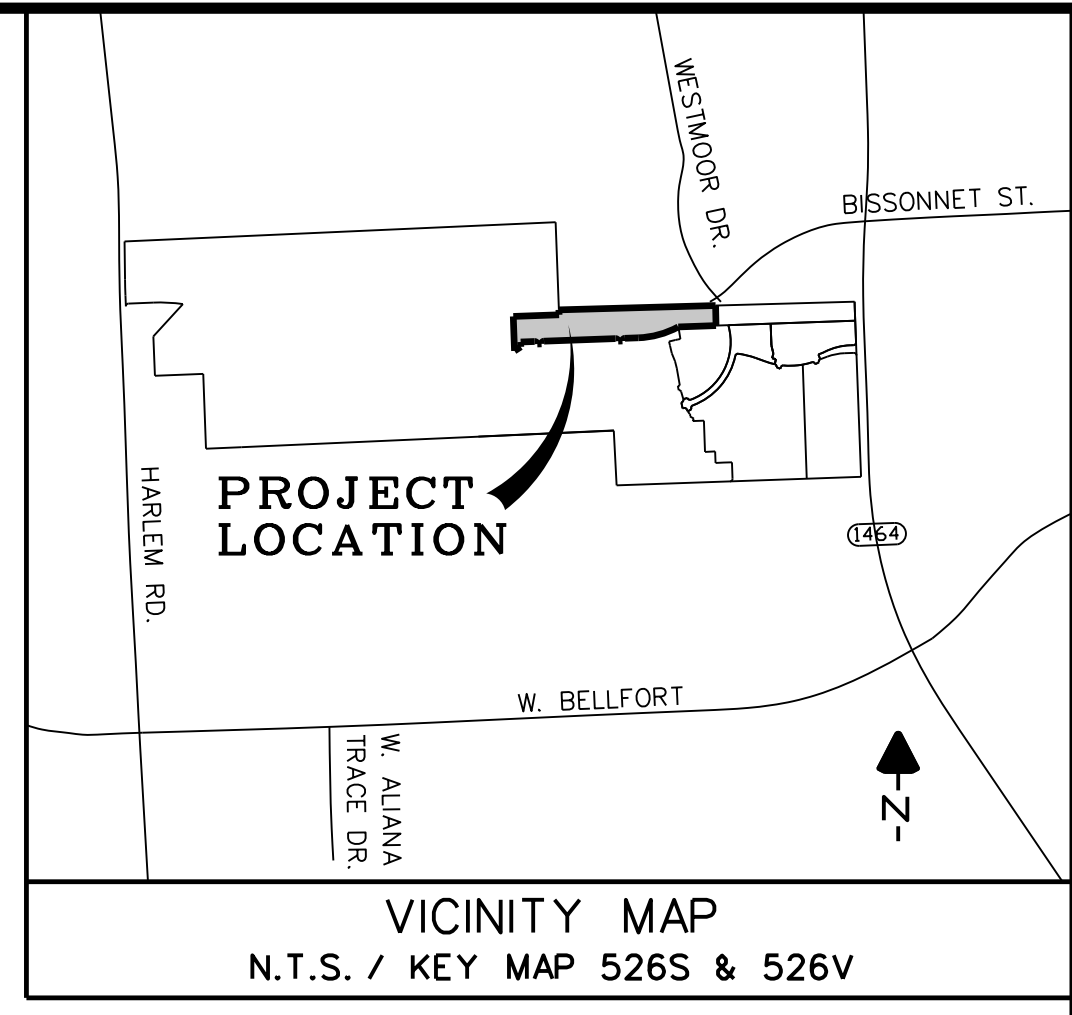 WESTMOOR DR.
BISSONNET ST.
PROJECT
LOCATION
HARLEM RD.
1464
W. BELLFORT
W. ALIANA
TRACE DR.
N
VICINITY MAP
N.T.S. / KEY MAP 526S & 526V